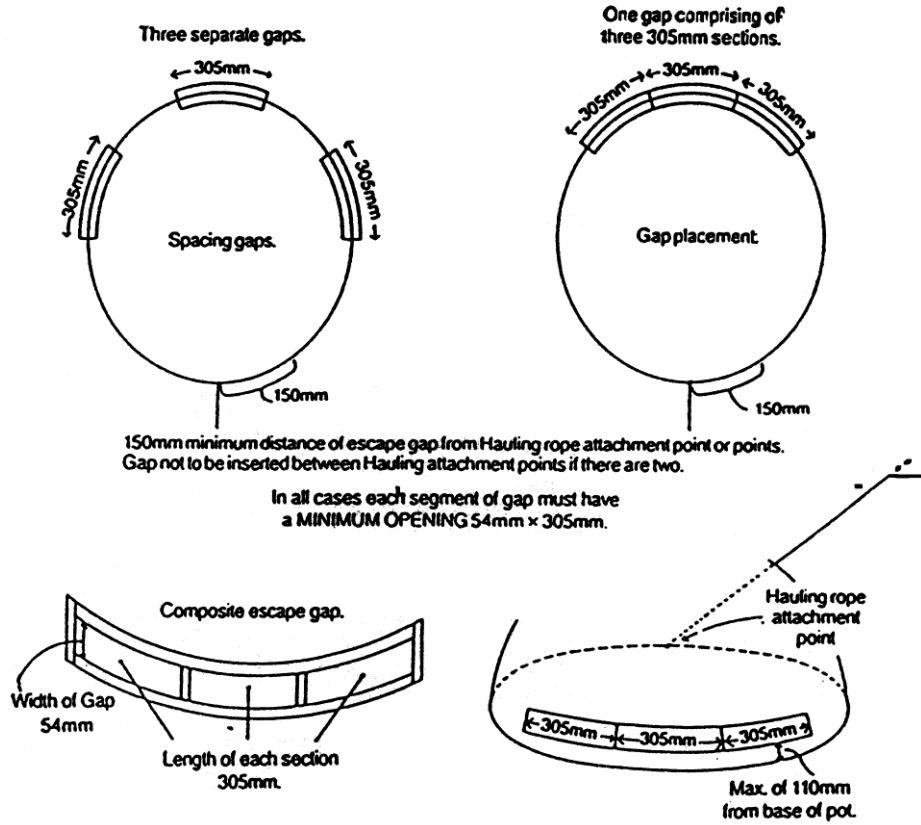 Three separate gaps.
305mm
305mm
305mm
Spacing gaps.
150mm
One gap comprising of
three 305mm sections.
305mm
305mm
305mm
Gap placement.
150mm
150mm minimum distance of escape gap from Hauling rope attachment point or points.
Gap not to be inserted between Hauling attachment points if there are two.
In all cases each segment of gap must have
a MINIMUM OPENING 54mm × 305mm.
Composite escape gap.
Width of Gap
54mm
Length of each section
305mm.
Hauling rope
attachment
point
305mm
305mm
305mm
Max. of 110mm
from base of pot.